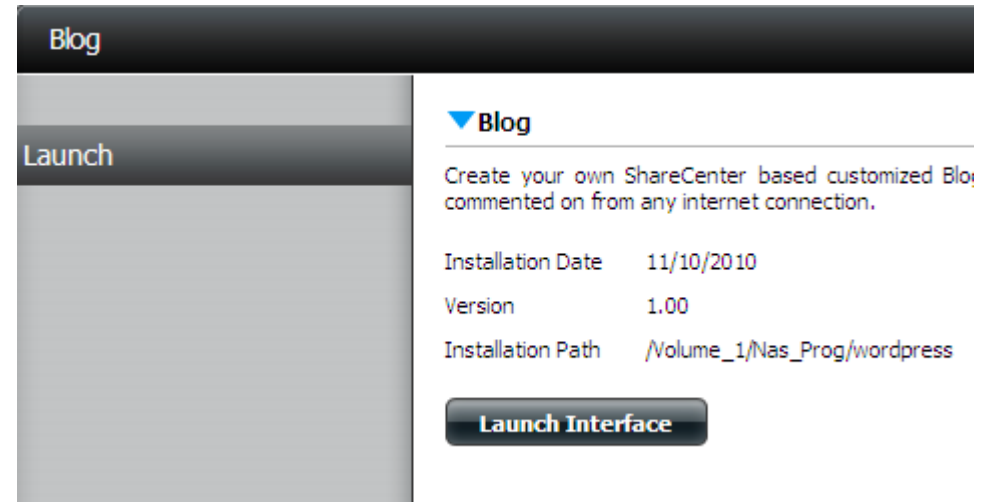 Blog
Launch
Blog
Create your own ShareCenter based customized
commented on from any internet connection.
Installation Date 11/10/2010
Version 1.00
Installation Path /Volume_1/Nas_Prog/wordpress
Launch Interface